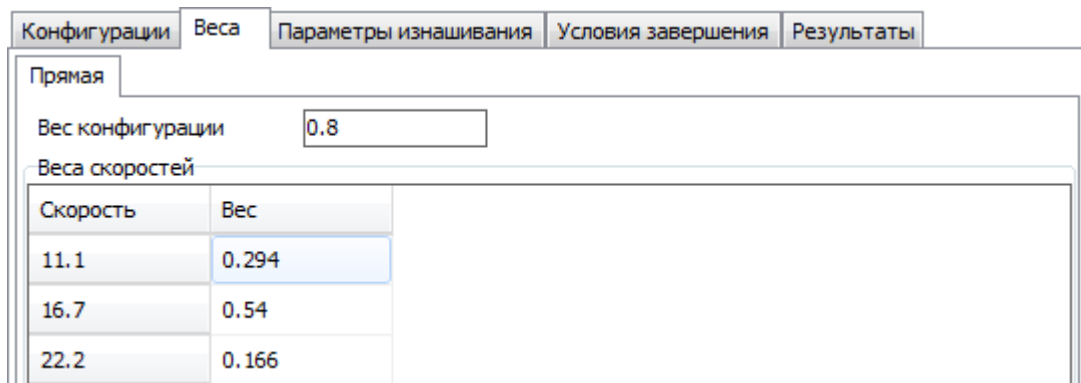 Конфигурации Веса Параметры изнашивания Условия завершения Результаты
Прямая
Вес конфигурации 0.8
Веса скоростей
Скорость Вес
11.1 0.294
16.7 0.54
22.2 0.166